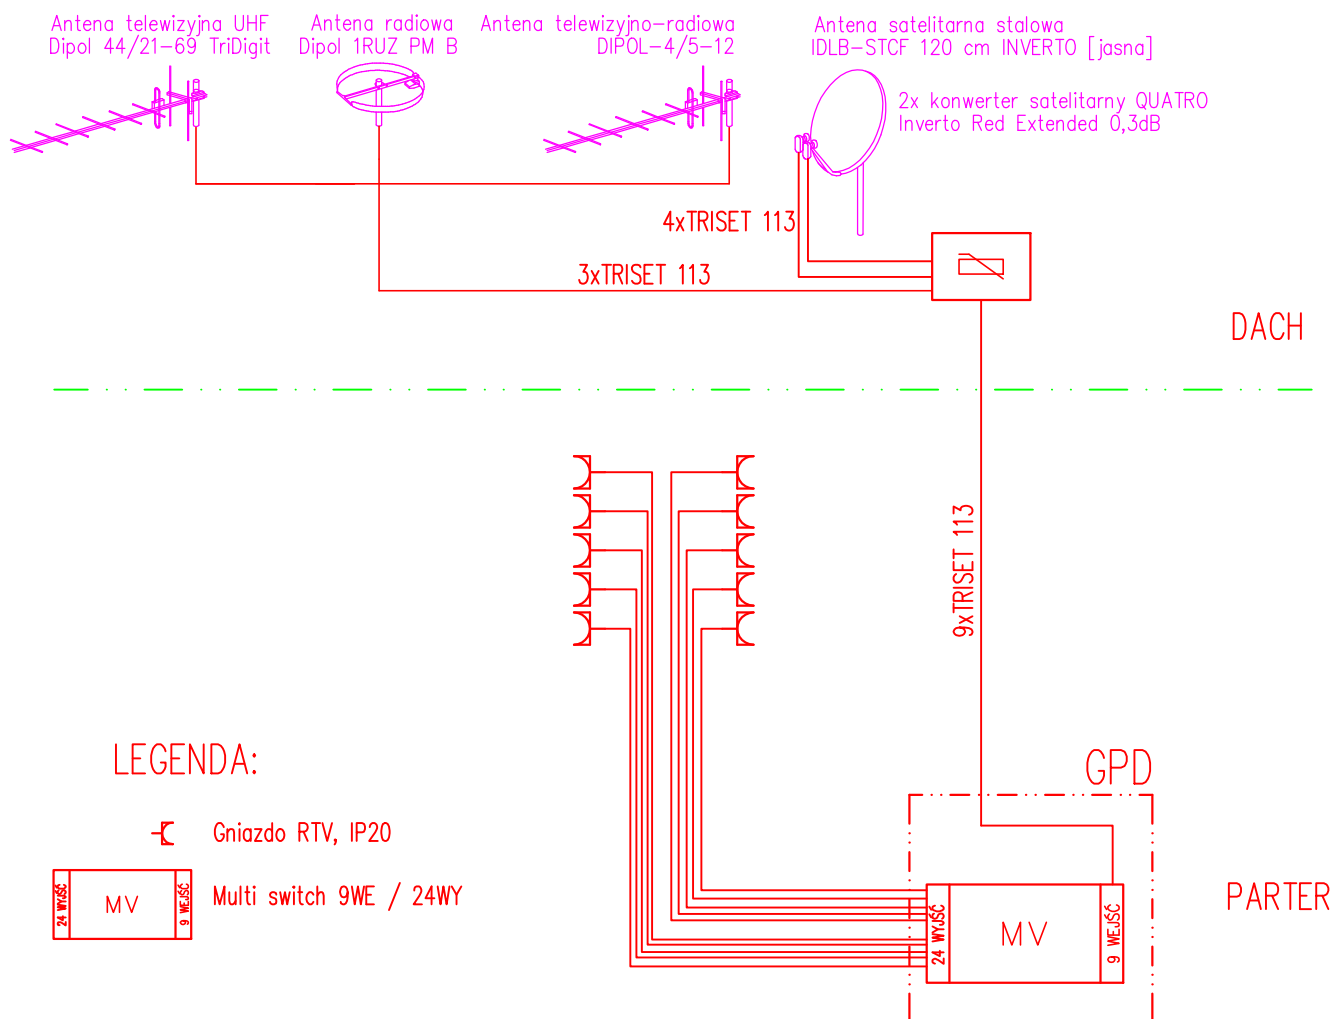 Antena telewizyjna UHF
Dipol 44/21-69 TriDigit
Antena radiowa
Dipol 1RUZ PM B
Antena telewizyjno-radiowa
DIPOL-4/5-12
Antena satelitarna stalowa
IDLB-STCF 120 cm INVERTO [jasna]
2x konwerter satelitarny QUATRO
Inverto Red Extended 0,3dB
4xTRISET 113
3xTRISET 113
DACH
9xTRISET 113
LEGENDA:
Gniazdo RTV, IP20
24 WYJŚĆ
MV
9 WEJŚĆ
Multi switch 9WE / 24WY
GPD
24 WYJŚĆ
MV
9 WEJŚĆ
PARTER